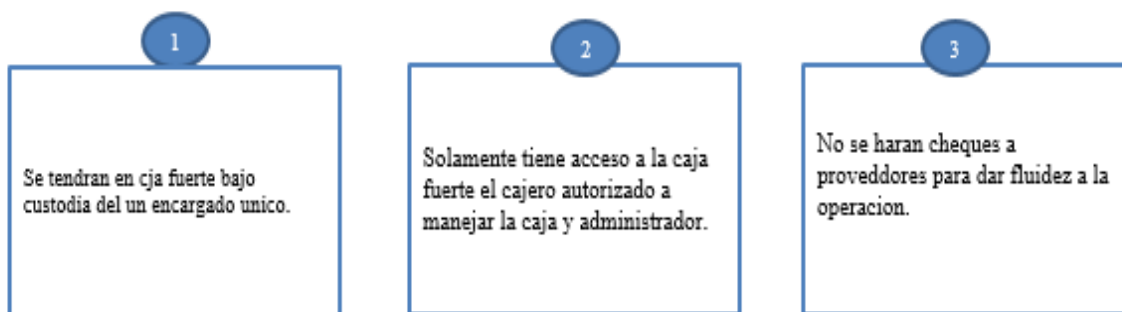 1
Se tendran en cja fuerte bajo
custodia del un encargado unico.
2
Solamente tiene acceso a la caja
fuerte el cajero autorizado a
manejar la caja y administrador.
3
No se haran cheques a
proveddores para dar fluidez a la
operacion.